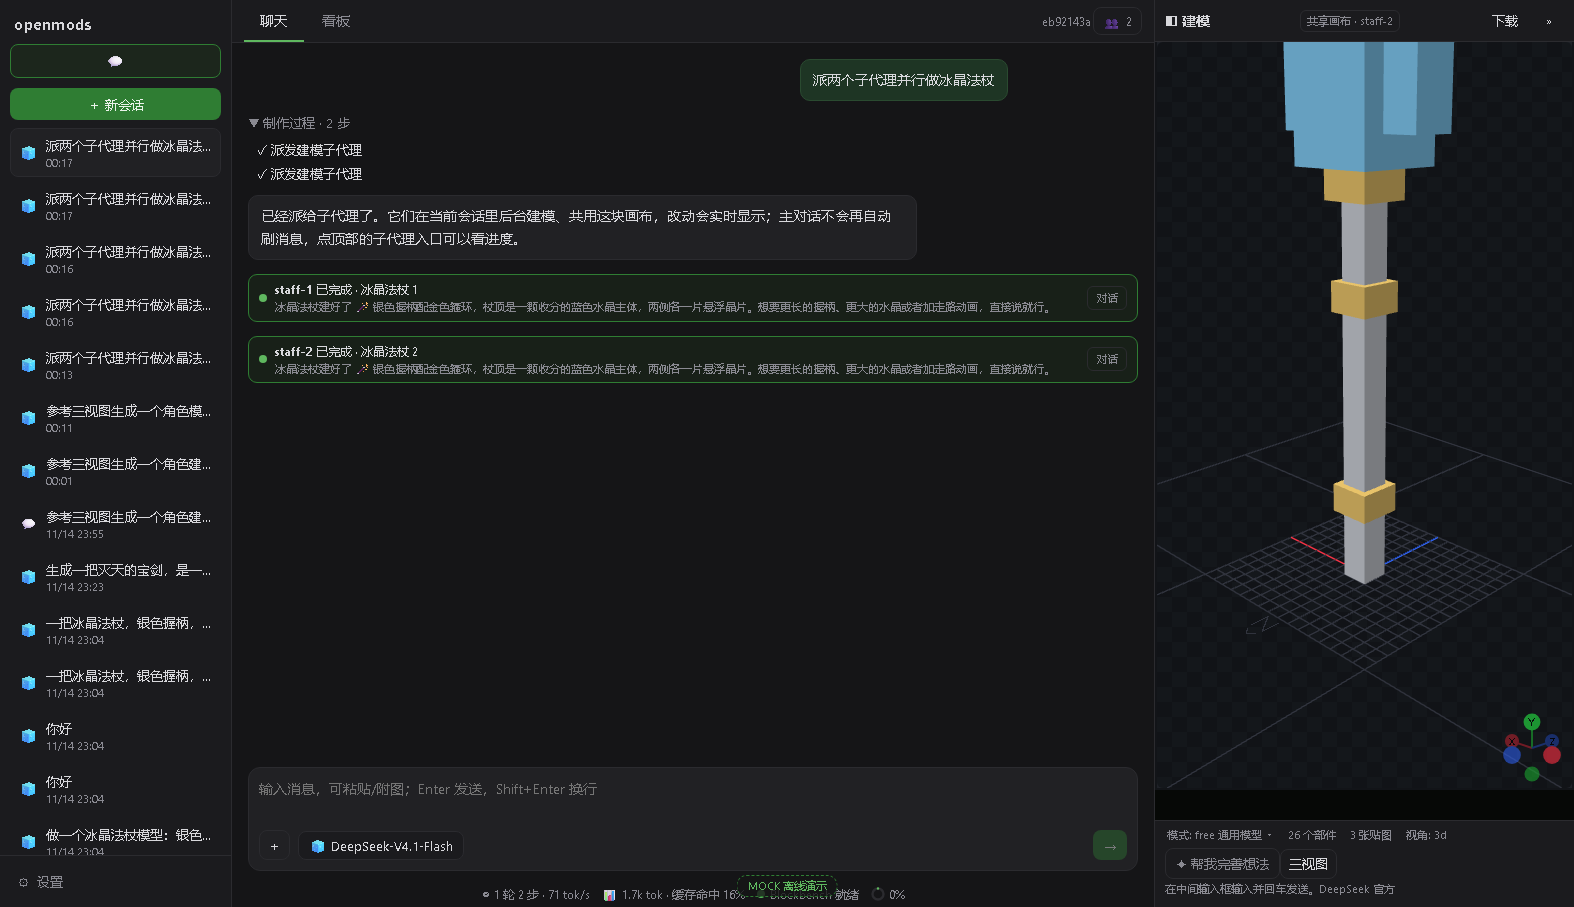 openmods
+ 新会话
派两个子代理并行做冰晶法...
00:17
派两个子代理并行做冰晶法...
00:17
派两个子代理并行做冰晶法...
00:16
派两个子代理并行做冰晶法...
00:16
派两个子代理并行做冰晶法...
00:13
参考三视图生成一个角色模...
00:11
参考三视图生成一个角色建...
00:01
参考三视图生成一个角色建...
11/14 23:55
生成一把灭天的宝剑，是一...
11/14 23:23
一把冰晶法杖，银色握柄，...
11/14 23:04
一把冰晶法杖，银色握柄，...
11/14 23:04
你好
11/14 23:04
你好
11/14 23:04
做一个冰晶法杖模型：银色...
11/14 23:04
设置
聊天
看板
eb92143a
2
派两个子代理并行做冰晶法杖
▼制作过程 · 2 步
✓派发建模子代理
✓派发建模子代理
已经派给子代理了。它们在当前会话里后台建模、共用这块画布，改动会实时显示；主对话不会再自动
刷消息，点顶部的子代理入口可以看进度。
staff-1 已完成 · 冰晶法杖 1
冰晶法杖建好了 银色握柄配金色箍环，杖顶是一颗收分的蓝色水晶主体，两侧各一片悬浮晶片。想要更长的握柄、更大的水晶或者加走路动画，直接说就行。
对话
staff-2 已完成 · 冰晶法杖 2
冰晶法杖建好了 银色握柄配金色箍环，杖顶是一颗收分的蓝色水晶主体，两侧各一片悬浮晶片。想要更长的握柄、更大的水晶或者加走路动画，直接说就行。
对话
输入消息，可粘贴/附图；Enter 发送，Shift+Enter 换行
+
DeepSeek-V4.1-Flash
→
1 轮 2 步 · 71 tok/s
1.7k tok · 缓存命中 16%
MOCK 离线演示
就绪
0%
建模
共享画布 · staff-2
下载
»
Y
X
Z
模式: free 通用模型
26 个部件
3 张贴图
视角: 3d
✦ 帮我完善想法
三视图
在中间输入框输入并回车发送。DeepSeek 官方